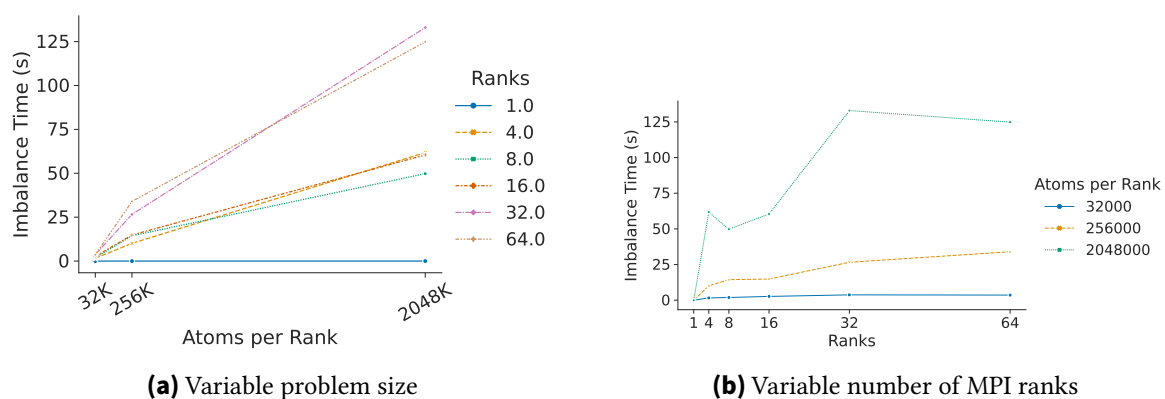 125
100
75
50
25
0
Imbalance Time (s)
32K
256K
2048K
Atoms per Rank
Ranks
1.0
4.0
8.0
16.0
32.0
64.0
(a) Variable problem size
125
100
75
50
25
0
Imbalance Time (s)
1 4 8 16 32 64
Ranks
Atoms per Rank
32000
256000
2048000
(b) Variable number of MPI ranks